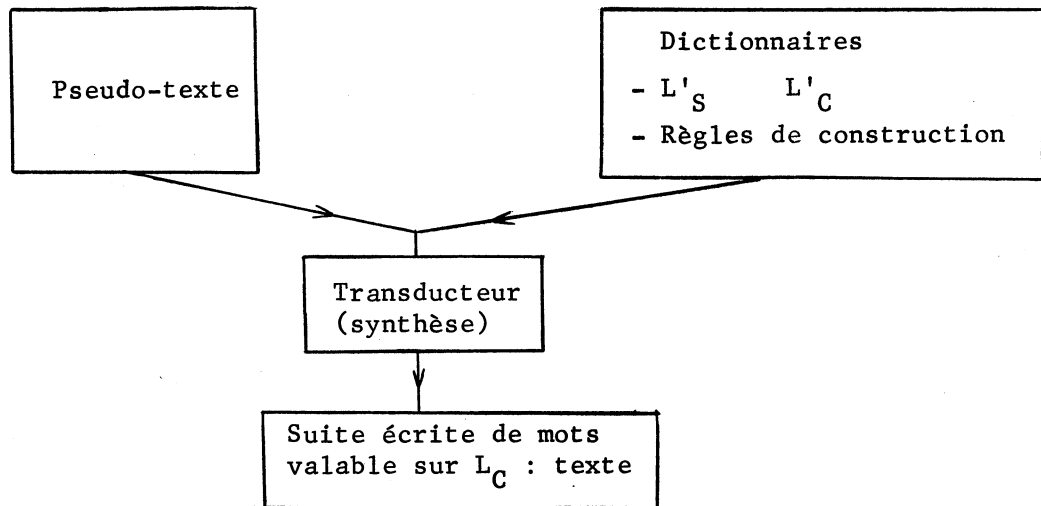 Pseudo-texte
Dictionnaires
- L'S L'C
- Règles de construction
Transducteur
(synthèse)
Suite écrite de mots
valable sur LC : texte